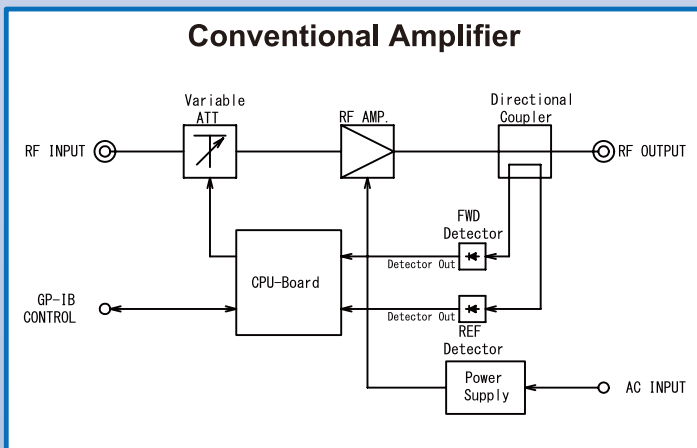 Conventional Amplifier
Variable
ATT
RF AMP.
Directional
Coupler
RF INPUT
RF OUTPUT
FWD
Detector
Detector Out
CPU-Board
GP-IB
CONTROL
Detector Out
REF
Detector
Power
Supply
AC INPUT